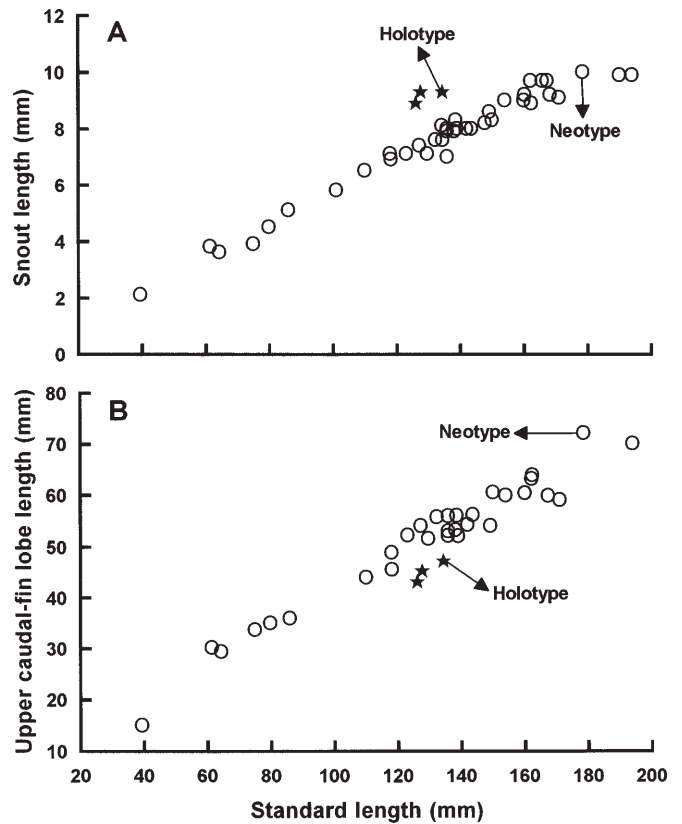 A
12
10
8
6
4
2
0
Snout length (mm)
Holotype
Neotype
B
80
70
60
50
40
30
20
10
Upper caudal-fin lobe length (mm)
Neotype
Holotype
20 40 60 80 100 120 140 160 180 200
Standard length (mm)